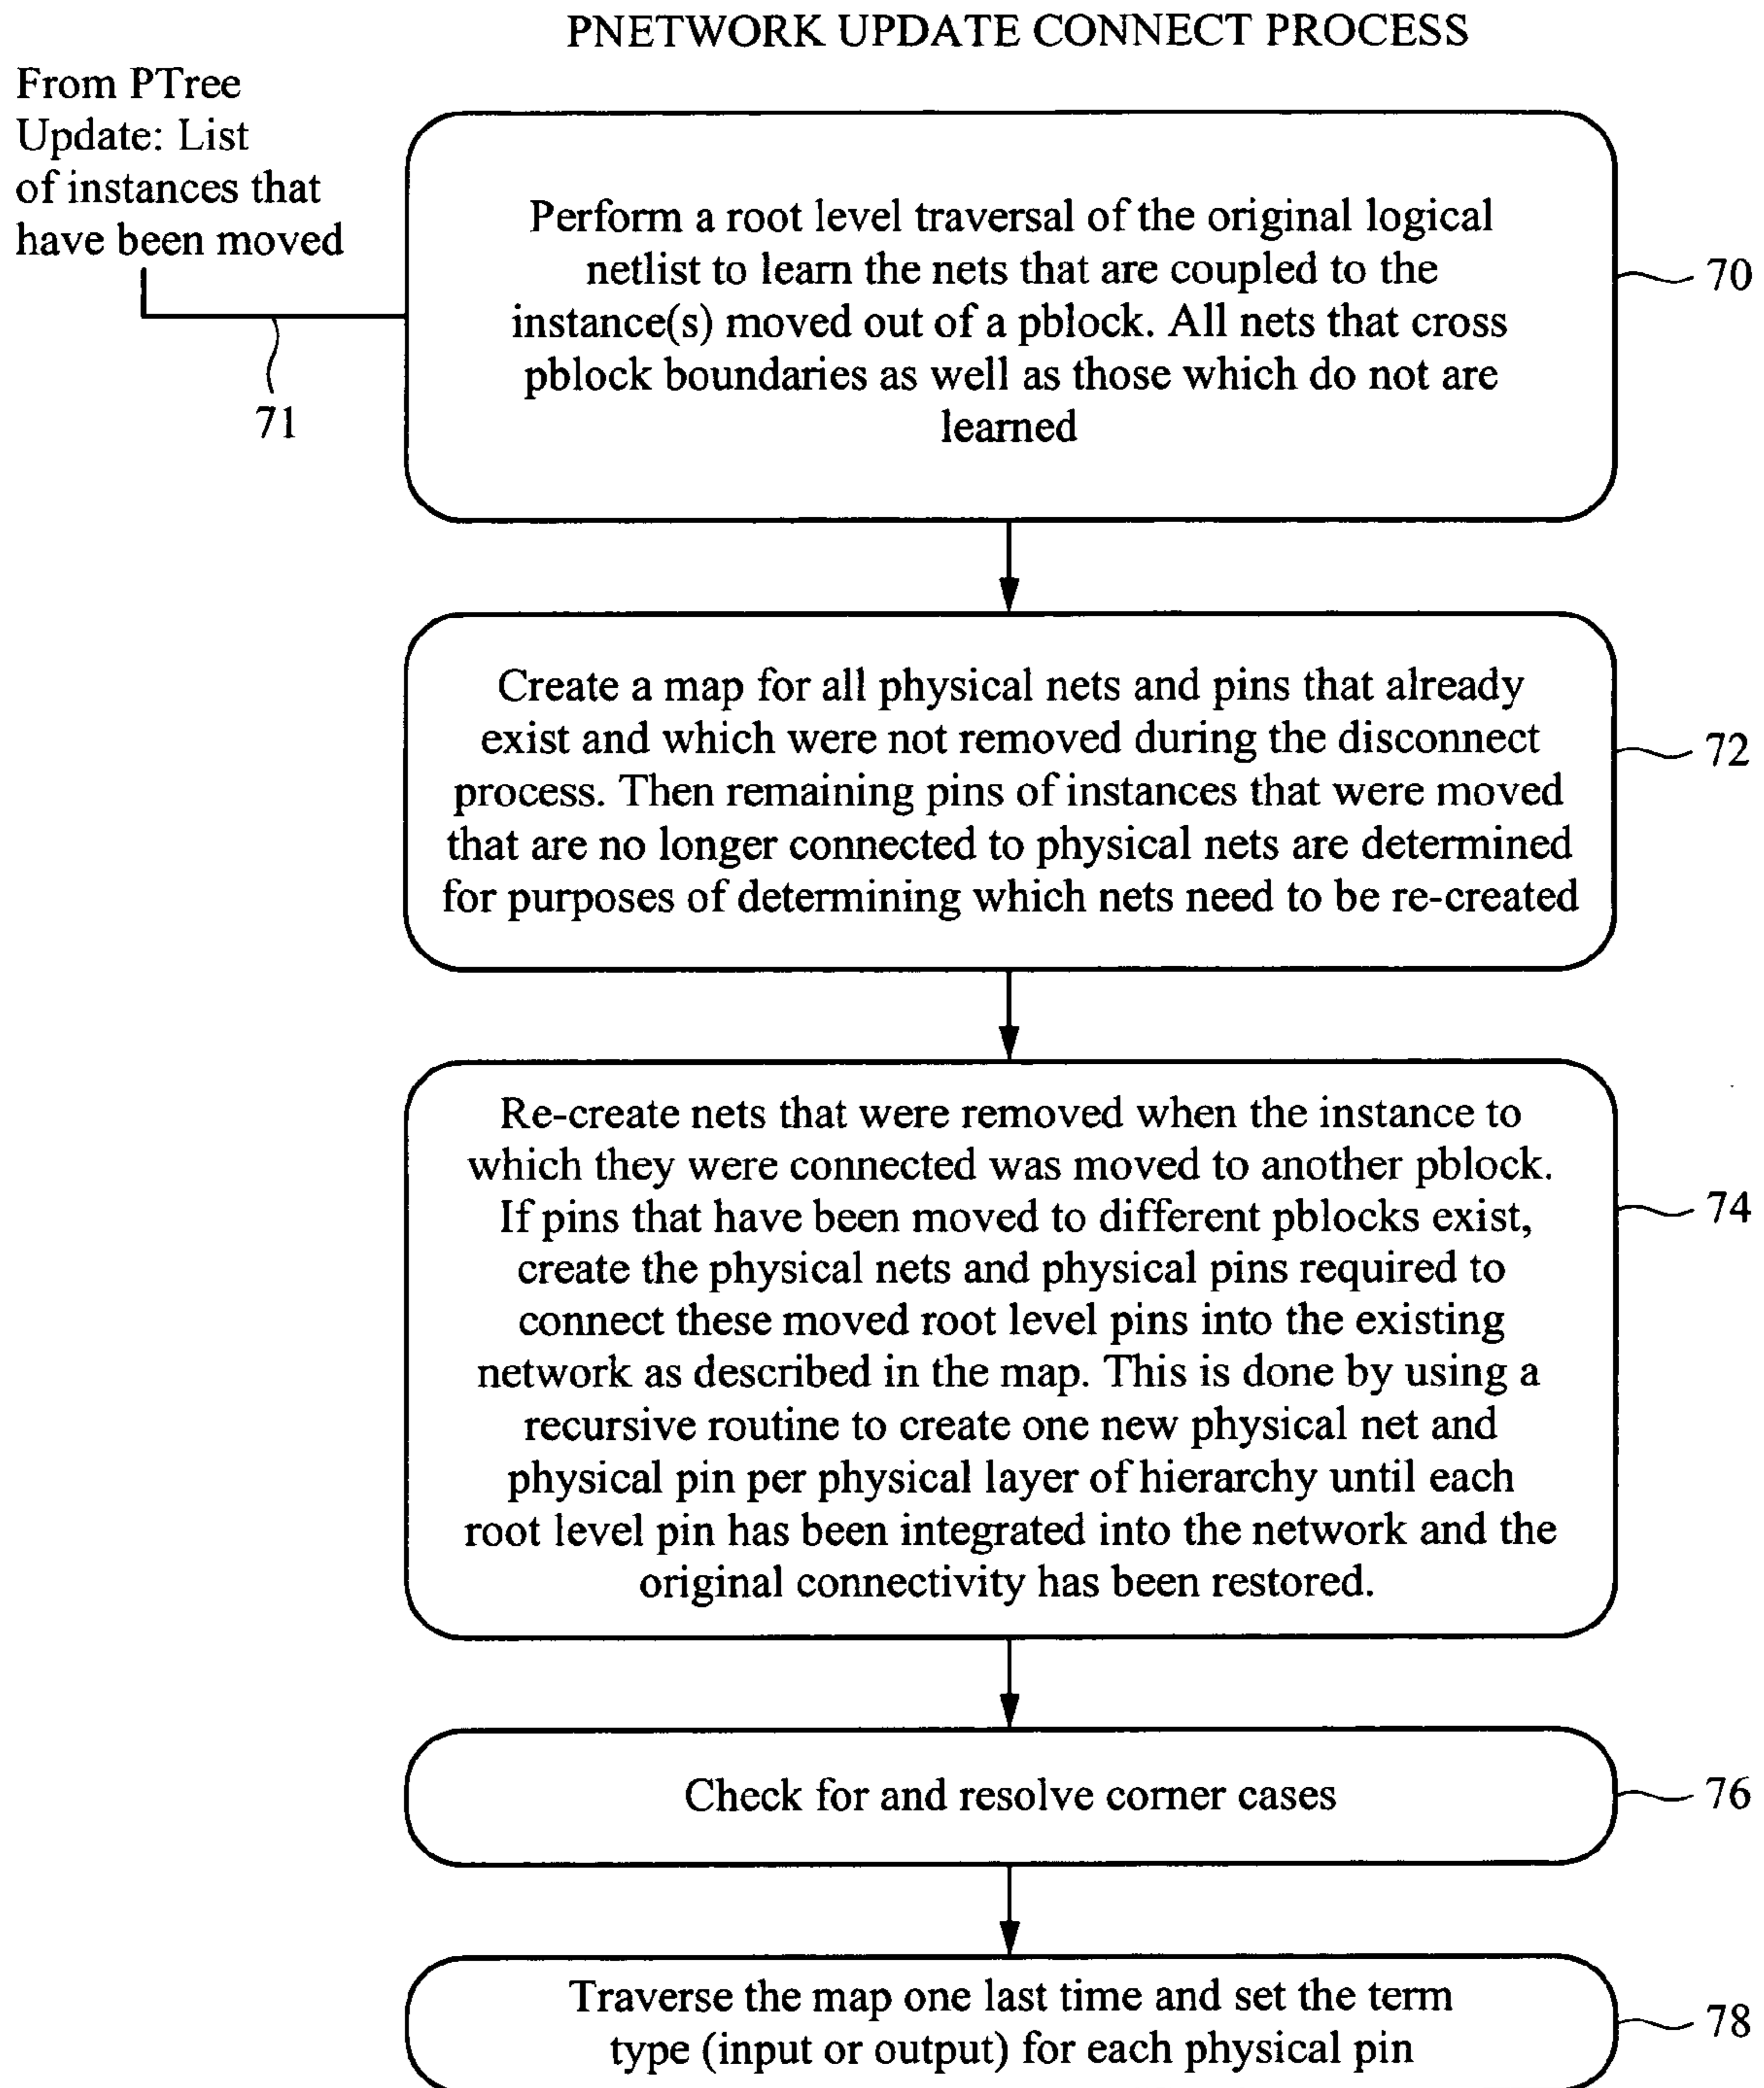 PNETWORK UPDATE CONNECT PROCESS
From PTree
Update: List
of instances that
have been moved
71
Perform a root level traversal of the original logical
netlist to learn the nets that are coupled to the
instance(s) moved out of a pblock. All nets that cross
pblock boundaries as well as those which do not are
learned
70
Create a map for all physical nets and pins that already
exist and which were not removed during the disconnect
process. Then remaining pins of instances that were moved
that are no longer connected to physical nets are determined
for purposes of determining which nets need to be re-created
72
Re-create nets that were removed when the instance to
which they were connected was moved to another pblock.
If pins that have been moved to different pblocks exist,
create the physical nets and physical pins required to
connect these moved root level pins into the existing
network as described in the map. This is done by using a
recursive routine to create one new physical net and
physical pin per physical layer of hierarchy until each
root level pin has been integrated into the network and the
original connectivity has been restored.
74
Check for and resolve corner cases
76
Traverse the map one last time and set the term
type (input or output) for each physical pin
78